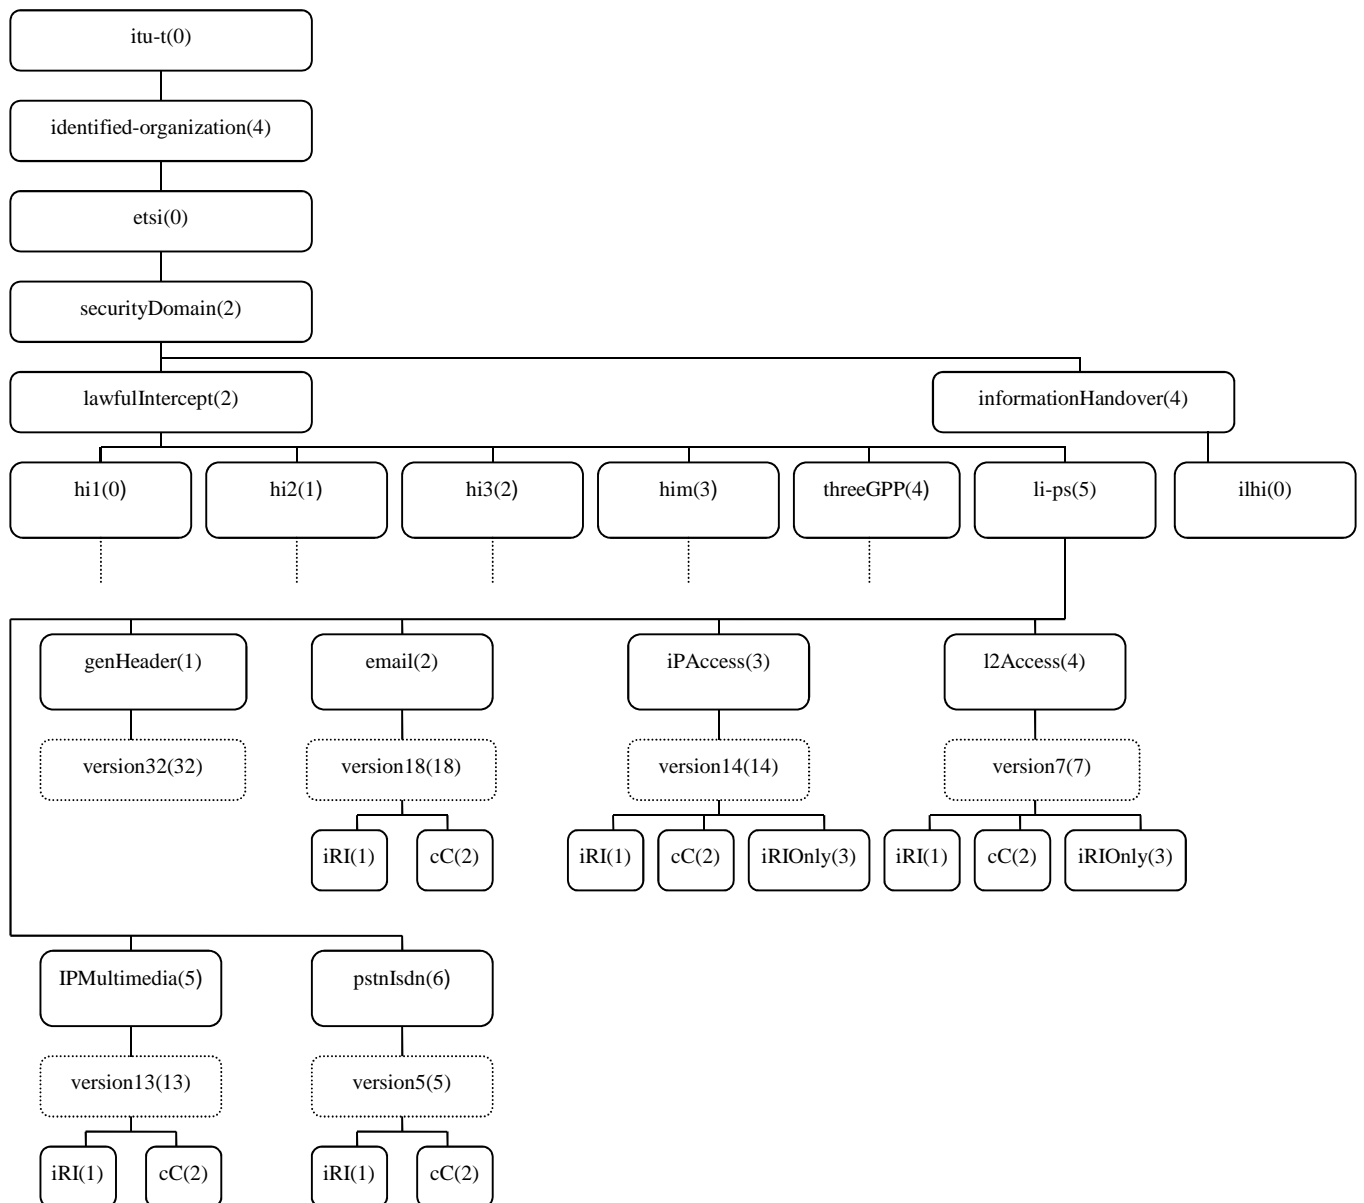 itu-t(0)
identified-organization(4)
etsi(0)
securityDomain(2)
lawfulIntercept(2)
informationHandover(4)
hi1(0)
hi2(1)
hi3(2)
him(3)
threeGPP(4)
li-ps(5)
ilhi(0)
genHeader(1)
email(2)
iPAccess(3)
l2Access(4)
version32(32)
version18(18)
version14(14)
version7(7)
iRI(1)
cC(2)
iRI(1)
cC(2)
iRIOnly(3)
iRI(1)
cC(2)
iRIOnly(3)
IPMultimedia(5)
pstnIsdn(6)
version13(13)
version5(5)
iRI(1)
cC(2)
iRI(1)
cC(2)